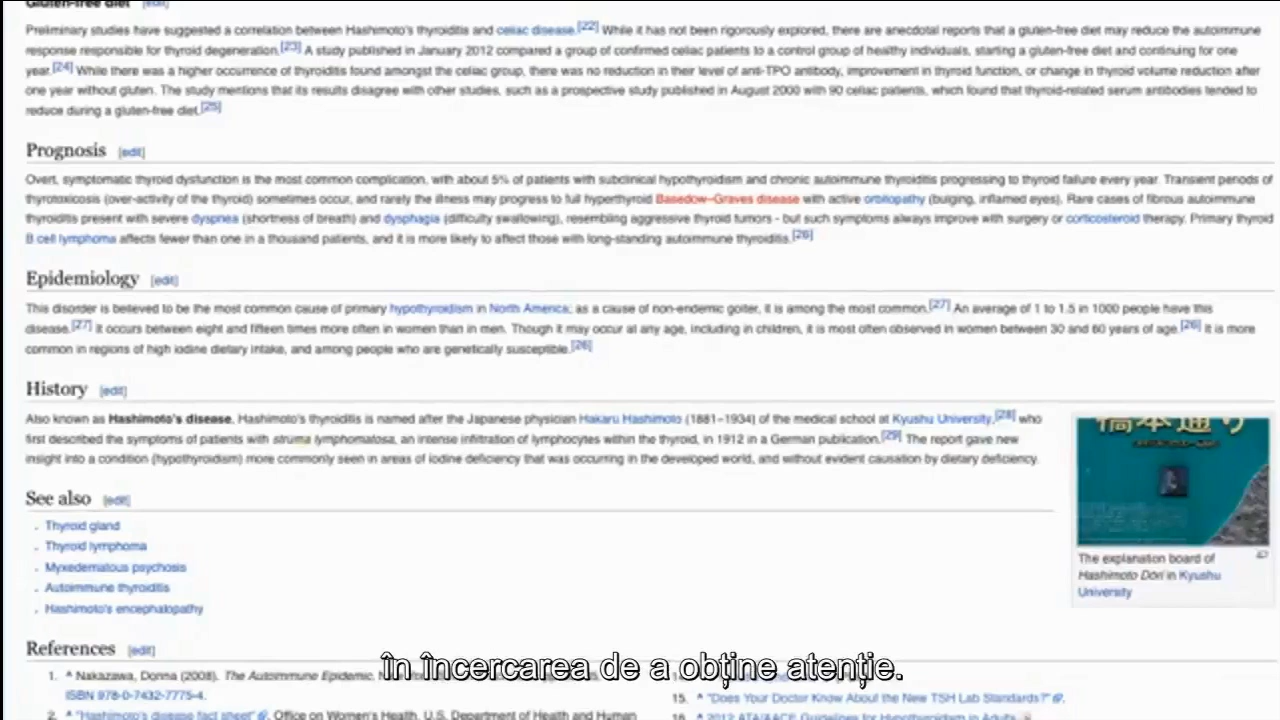 Gluten-free diet [edit]
Preliminary studies have suggested a correlation between Hashimoto's thyroiditis and celiac disease.[22] While it has not been rigorously explored, there are anecdotal reports that a gluten-free diet may reduce the autoimmune
response responsible for thyroid degeneration.[23] A study published in January 2012 compared a group of confirmed celiac patients to a control group of healthy individuals, starting a gluten-free diet and continuing for one
year.[24] While there was a higher occurrence of thyroiditis found amongst the celiac group, there was no reduction in their level of anti-TPO antibody, improvement in thyroid function, or change in thyroid volume reduction after
one year without gluten. The study mentions that its results disagree with other studies, such as a prospective study published in August 2000 with 90 celiac patients, which found that thyroid-related serum antibodies tended to
reduce during a gluten-free diet.[25]
Prognosis [edit]
Overt, symptomatic thyroid dysfunction is the most common complication, with about 5% of patients with subclinical hypothyroidism and chronic autoimmune thyroiditis progressing to thyroid failure every year. Transient periods of
thyrotoxicosis (over-activity of the thyroid) sometimes occur, and rarely the illness may progress to full hyperthyroid Basedow–Graves disease with active orbitopathy (bulging, inflamed eyes). Rare cases of fibrous autoimmune
thyroiditis present with severe dyspnea (shortness of breath) and dysphagia (difficulty swallowing), resembling aggressive thyroid tumors - but such symptoms always improve with surgery or corticosteroid therapy. Primary thyroid
B cell lymphoma affects fewer than one in a thousand patients, and it is more likely to affect those with long-standing autoimmune thyroiditis.[26]
Epidemiology [edit]
This disorder is believed to be the most common cause of primary hypothyroidism in North America; as a cause of non-endemic goiter, it is among the most common.[27] An average of 1 to 1.5 in 1000 people have this
disease.[27] It occurs between eight and fifteen times more often in women than in men. Though it may occur at any age, including in children, it is most often observed in women between 30 and 60 years of age.[26] It is more
common in regions of high iodine dietary intake, and among people who are genetically susceptible.[26]
History [edit]
Also known as Hashimoto's disease, Hashimoto's thyroiditis is named after the Japanese physician Hakaru Hashimoto (1881–1934) of the medical school at Kyushu University,[28] who
first described the symptoms of patients with struma lymphomatosa, an intense infiltration of lymphocytes within the thyroid, in 1912 in a German publication.[29] The report gave new
insight into a condition (hypothyroidism) more commonly seen in areas of iodine deficiency that was occurring in the developed world, and without evident causation by dietary deficiency.
橋本通り
The explanation board of
Hashimoto Dori in Kyushu
University
See also [edit]
Thyroid gland
Thyroid lymphoma
Myxedematous psychosis
Autoimmune thyroiditis
Hashimoto's encephalopathy
References [edit]
1. ^ Nakazawa, Donna (2008). The Autoimmune Epidemic.
ISBN 978-0-7432-7775-4.
2. ^ "Hashimoto's disease fact sheet". Office on Women's Health, U.S. Department of Health and Human
15. ^ "Does Your Doctor Know About the New TSH Lab Standards?".
16. ^ "2012 ATA/AACE Guidelines for Hypothyroidism in Adults
în încercarea de a obține atenție.